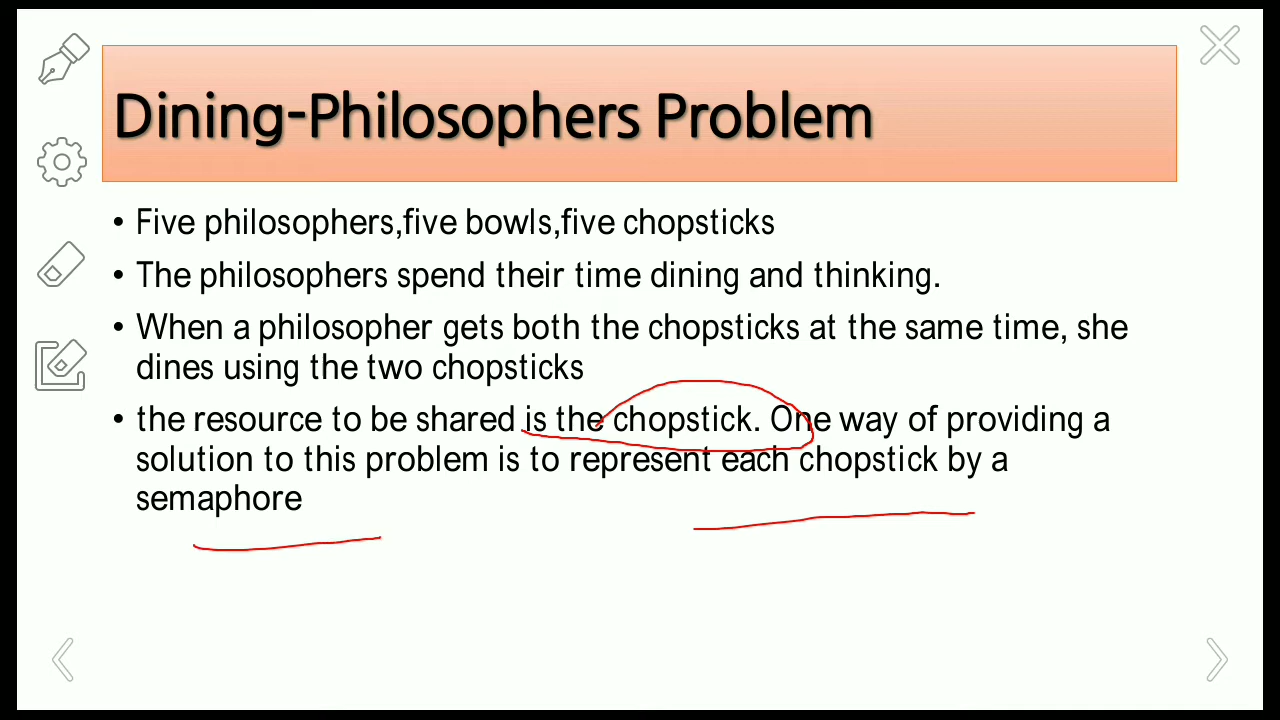 Dining-Philosophers Problem
• Five philosophers,five bowls,five chopsticks
• The philosophers spend their time dining and thinking.
• When a philosopher gets both the chopsticks at the same time, she
dines using the two chopsticks
• the resource to be shared is the chopstick. One way of providing a
solution to this problem is to represent each chopstick by a
semaphore